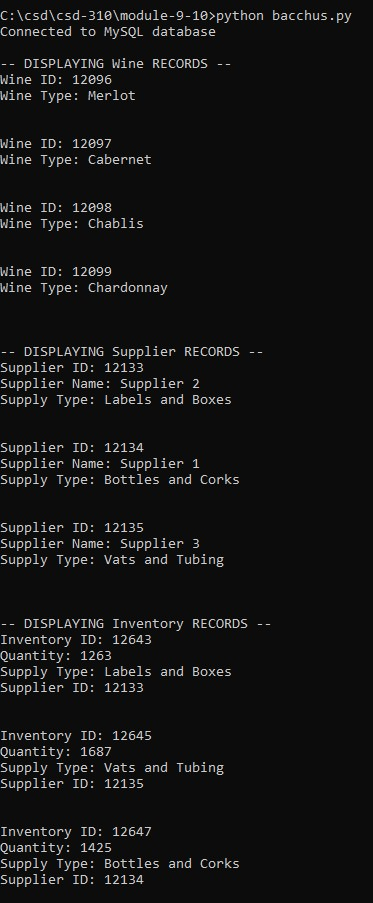 C:\csd\csd-310\module-9-10>python bacchus.py
Connected to MySQL database
-- DISPLAYING Wine RECORDS --
Wine ID: 12096
Wine Type: Merlot
Wine ID: 12097
Wine Type: Cabernet
Wine ID: 12098
Wine Type: Chablis
Wine ID: 12099
Wine Type: Chardonnay
-- DISPLAYING Supplier RECORDS --
Supplier ID: 12133
Supplier Name: Supplier 2
Supply Type: Labels and Boxes
Supplier ID: 12134
Supplier Name: Supplier 1
Supply Type: Bottles and Corks
Supplier ID: 12135
Supplier Name: Supplier 3
Supply Type: Vats and Tubing
-- DISPLAYING Inventory RECORDS --
Inventory ID: 12643
Quantity: 1263
Supply Type: Labels and Boxes
Supplier ID: 12133
Inventory ID: 12645
Quantity: 1687
Supply Type: Vats and Tubing
Supplier ID: 12135
Inventory ID: 12647
Quantity: 1425
Supply Type: Bottles and Corks
Supplier ID: 12134